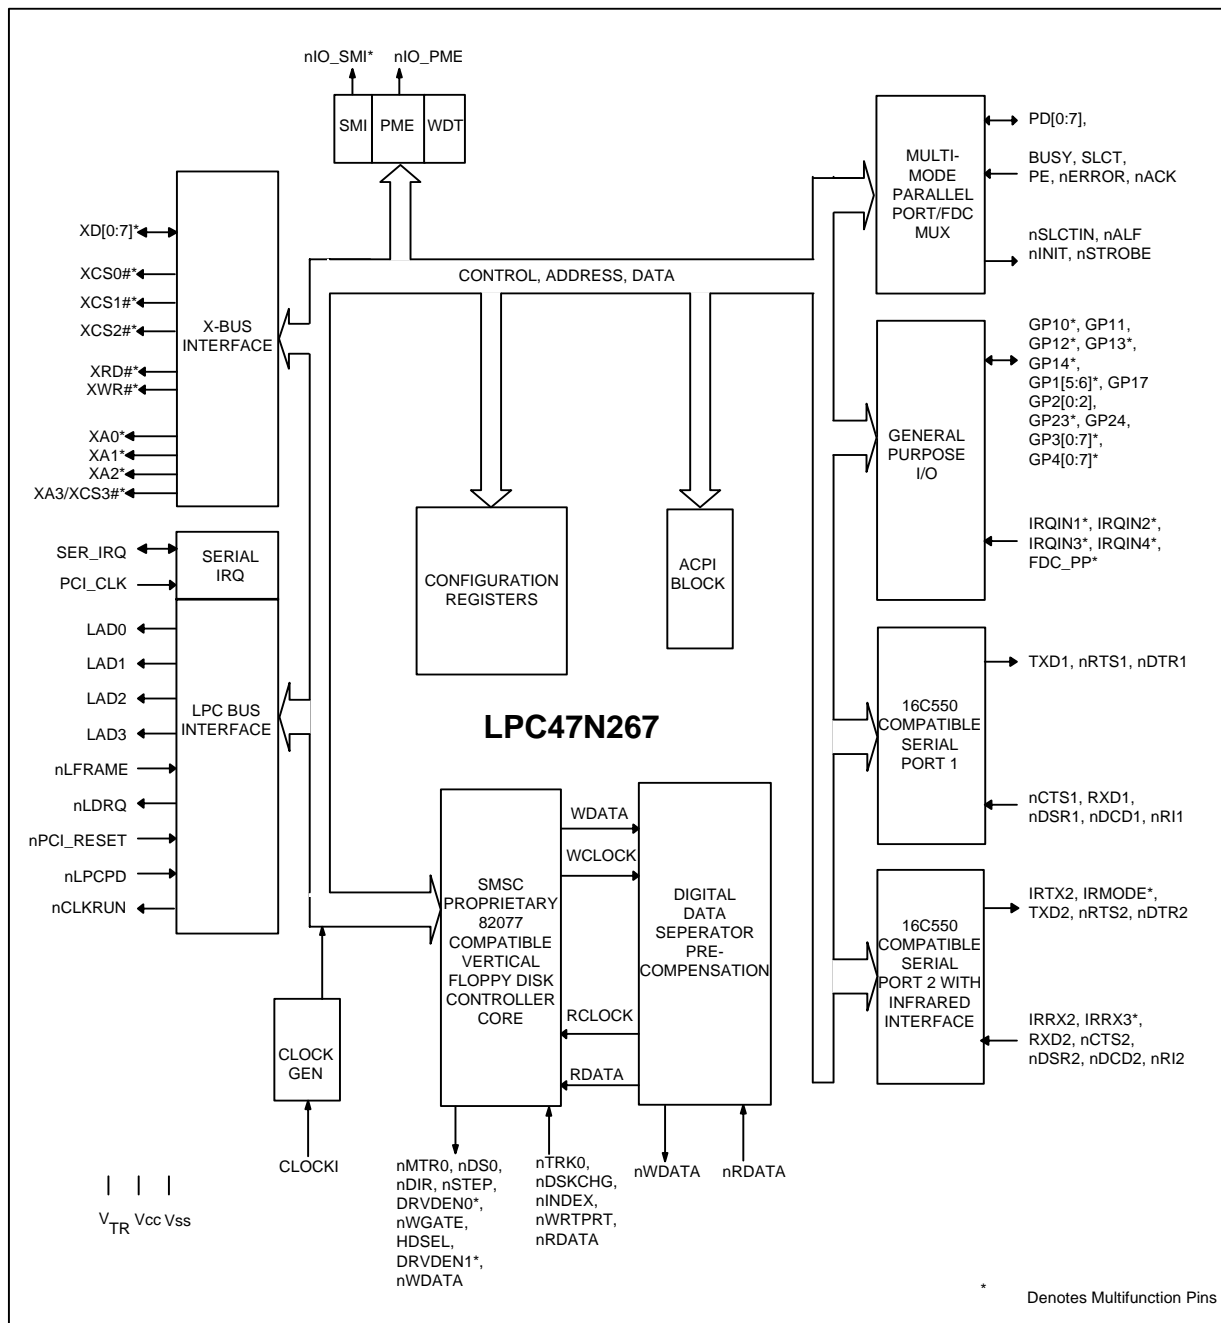 nIO_SMI* nIO_PME
SMI PME WDT
XD[0:7]*
XCS0#*
XCS1#*
XCS2#*
XRD#*
XWR#*
XA0*
XA1*
XA2*
XA3/XCS3#*
X-BUS
INTERFACE
CONTROL, ADDRESS, DATA
MULTI-
MODE
PARALLEL
PORT/FDC
MUX
PD[0:7],
BUSY, SLCT,
PE, nERROR, nACK
nSLCTIN, nALF
nINIT, nSTROBE
GENERAL
PURPOSE
I/O
GP10*, GP11,
GP12*, GP13*,
GP14*,
GP1[5:6]*, GP17
GP2[0:2],
GP23*, GP24,
GP3[0:7]*,
GP4[0:7]*
IRQIN1*, IRQIN2*,
IRQIN3*, IRQIN4*,
FDC_PP*
SER_IRQ
PCI_CLK
SERIAL
IRQ
CONFIGURATION
REGISTERS
ACPI
BLOCK
LAD0
LAD1
LAD2
LAD3
nLFRAME
nLDRQ
nPCI_RESET
nLPCPD
nCLKRUN
LPC BUS
INTERFACE
LPC47N267
16C550
COMPATIBLE
SERIAL
PORT 1
TXD1, nRTS1, nDTR1
nCTS1, RXD1,
nDSR1, nDCD1, nRI1
SMSC
PROPRIETARY
82077
COMPATIBLE
VERTICAL
FLOPPY DISK
CONTROLLER
CORE
WDATA
WCLOCK
RCLOCK
RDATA
DIGITAL
DATA
SEPERATOR
PRE-
COMPENSATION
16C550
COMPATIBLE
SERIAL
PORT 2 WITH
INFRARED
INTERFACE
IRTX2, IRMODE*,
TXD2, nRTS2, nDTR2
IRRX2, IRRX3*,
RXD2, nCTS2,
nDSR2, nDCD2, nRI2
CLOCK
GEN
CLOCKI
nMTR0, nDS0,
nDIR, nSTEP,
DRVDEN0*,
nWGATE,
HDSEL,
DRVDEN1*,
nWDATA
nTRK0,
nDSKCHG,
nINDEX,
nWRTPRT,
nRDATA
nWDATA
nRDATA
VTR Vcc Vss
* Denotes Multifunction Pins